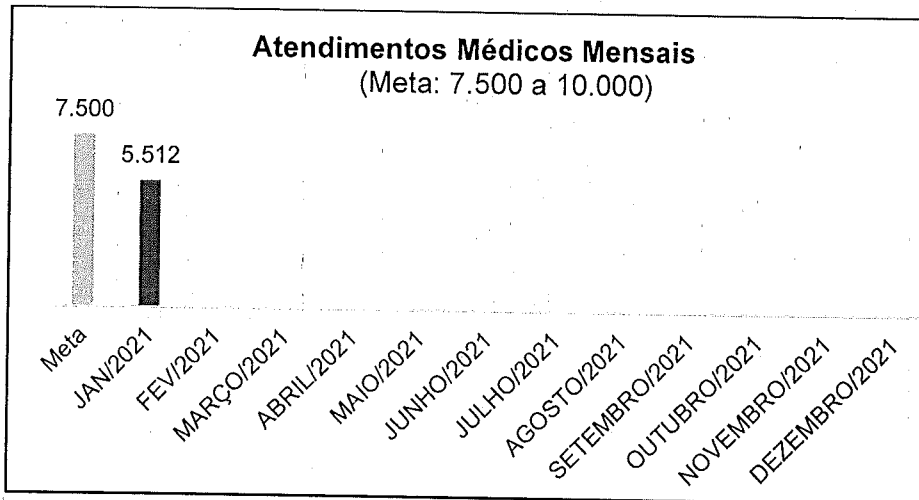 Atendimentos Médicos Mensais
(Meta: 7.500 a 10.000)
7.500
5.512
Meta
JAN/2021
FEV/2021
MARÇO/2021
ABRIL/2021
MAIO/2021
JUNHO/2021
JULHO/2021
AGOSTO/2021
SETEMBRO/2021
OUTUBRO/2021
NOVEMBRO/2021
DEZEMBRO/2021